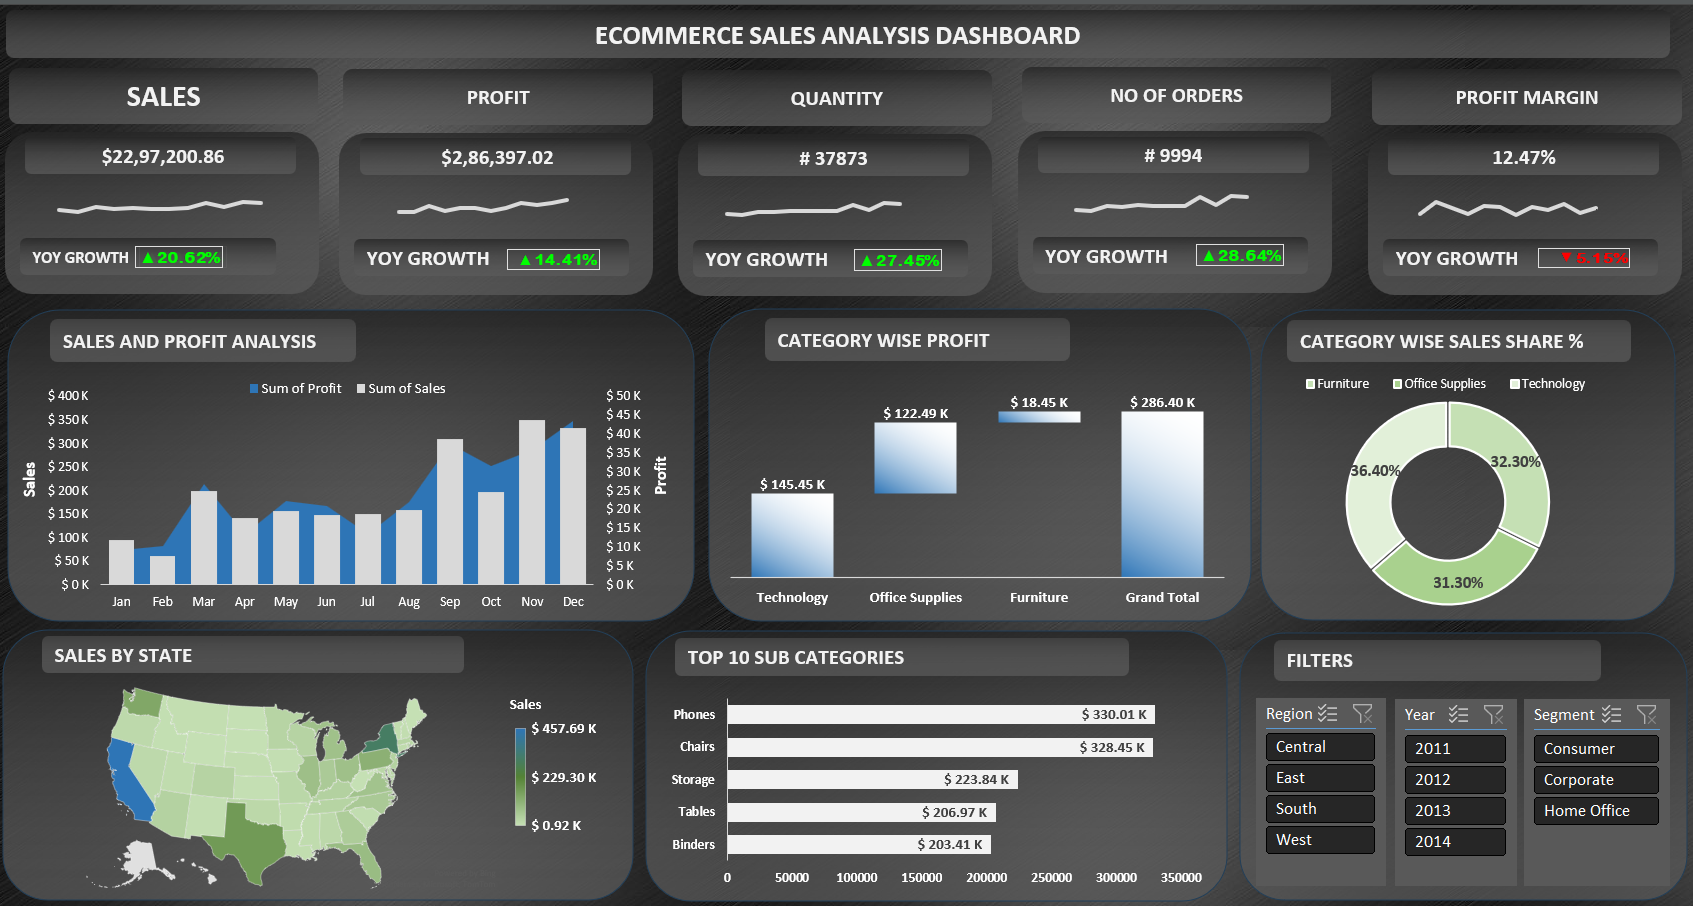 ECOMMERCE SALES ANALYSIS DASHBOARD
SALES
$22,97,200.86
YOY GROWTH ▲20.62%
PROFIT
$2,86,397.02
YOY GROWTH ▲14.41%
QUANTITY
# 37873
YOY GROWTH ▲27.45%
NO OF ORDERS
# 9994
YOY GROWTH ▲28.64%
PROFIT MARGIN
12.47%
YOY GROWTH ▼
SALES AND PROFIT ANALYSIS
Sum of Profit Sum of Sales
$ 400 K
$ 350 K
$ 300 K
$ 250 K
$ 200 K
$ 150 K
$ 100 K
$ 50 K
$ 0 K
Sales
$ 50 K
$ 45 K
$ 40 K
$ 35 K
$ 30 K
$ 25 K
$ 20 K
$ 15 K
$ 10 K
$ 5 K
$ 0 K
Profit
Jan Feb Mar Apr May Jun Jul Aug Sep Oct Nov Dec
CATEGORY WISE PROFIT
$ 145.45 K
$ 122.49 K
$ 18.45 K
$ 286.40 K
Technology Office Supplies Furniture Grand Total
CATEGORY WISE SALES SHARE %
Furniture Office Supplies Technology
36.40%
32.30%
31.30%
SALES BY STATE
Sales
$ 457.69 K
$ 229.30 K
$ 0.92 K
TOP 10 SUB CATEGORIES
Phones $ 330.01 K
Chairs $ 328.45 K
Storage $ 223.84 K
Tables $ 206.97 K
Binders $ 203.41 K
0 50000 100000 150000 200000 250000 300000 350000
FILTERS
Region
Central
East
South
West
Year
2011
2012
2013
2014
Segment
Consumer
Corporate
Home Office